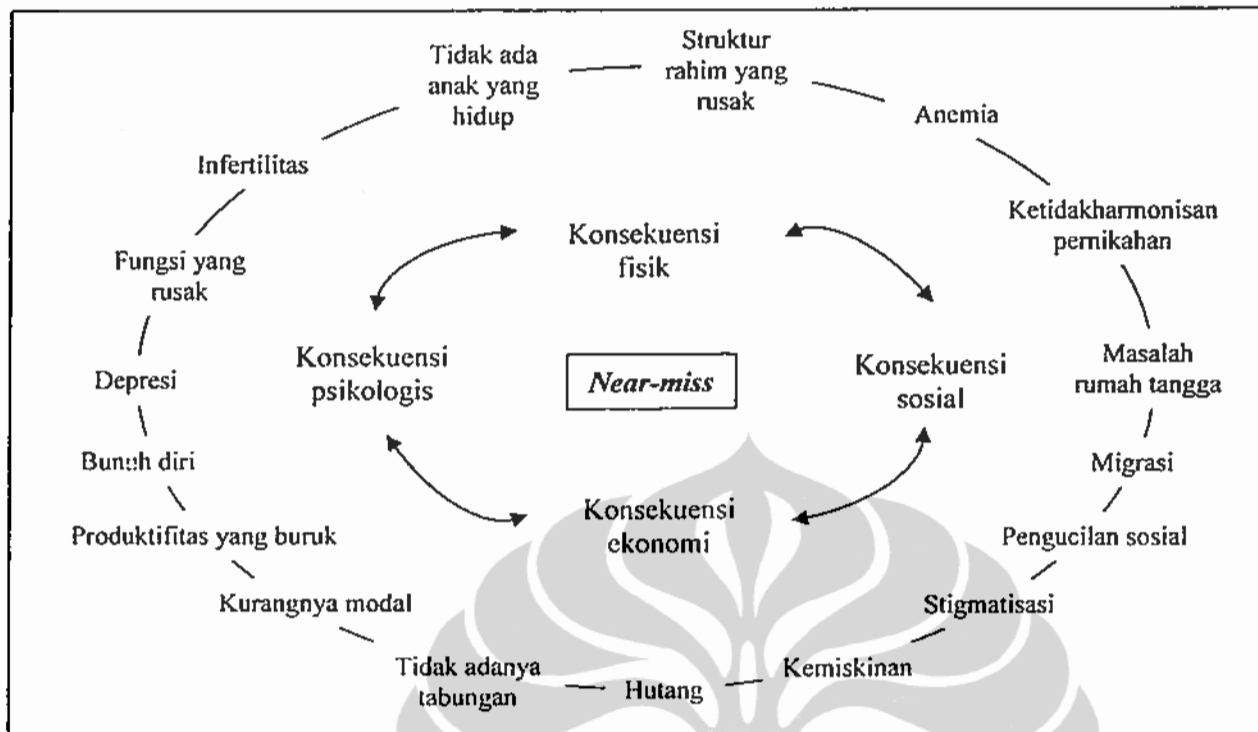 Tidak ada
anak yang
hidup
Struktur
rahim yang
rusak
Anemia
Infertilitas
Ketidakharmonisan
pernikahan
Konsekuensi
fisik
Fungsi yang
rusak
Konsekuensi
psikologis
Near-miss
Konsekuensi
sosial
Masalah
rumah tangga
Depresi
Bunuh diri
Migrasi
Produktifitas yang buruk
Konsekuensi
ekonomi
Pengucilan sosial
Kurangnya modal
Stigmatisasi
Tidak adanya
tabungan
Hutang
Kemiskinan